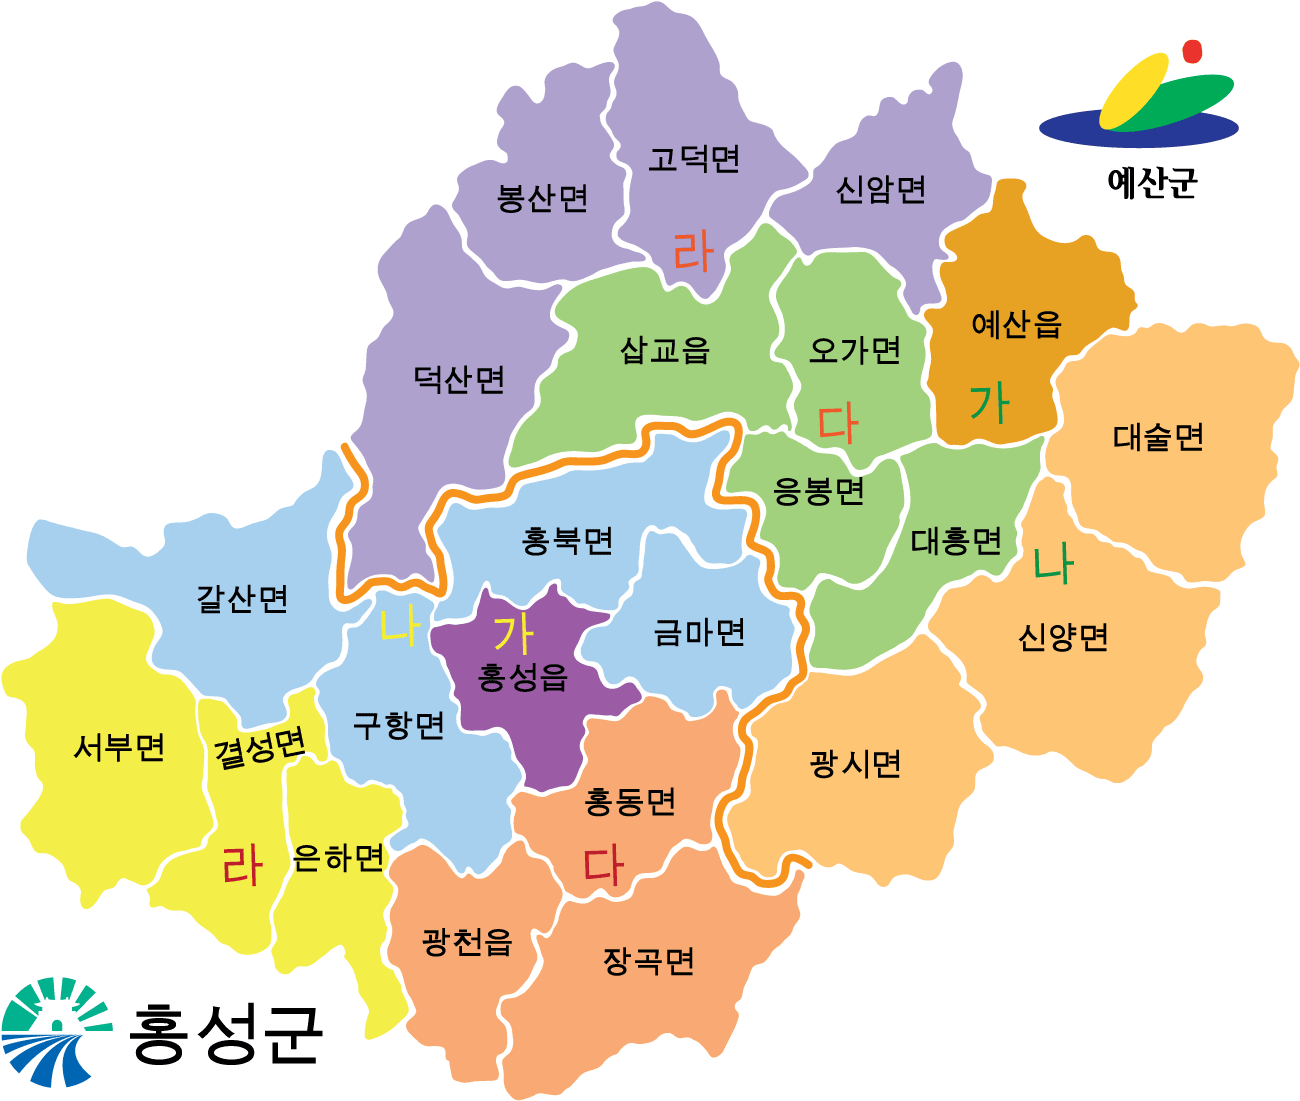 고덕면
예산군
봉산면
신암면
라
예산읍
삽교읍
오가면
덕산면
가
다
대술면
응봉면
홍북면
대흥면
나
갈산면
나
가
금마면
신양면
홍성읍
구항면
서부면
결성면
광시면
홍동면
은하면
라
다
광천읍
장곡면
홍성군